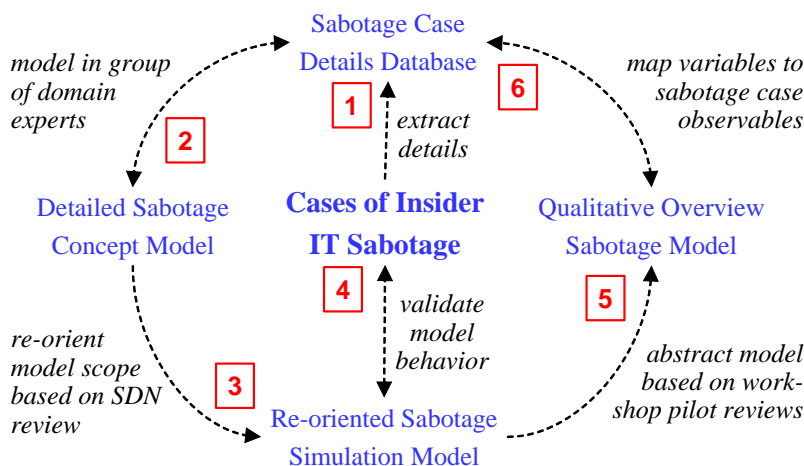 Sabotage Case
Details Database
model in group
of domain
experts
1
extract
details
6
map variables to
sabotage case
observables
2
Detailed Sabotage
Concept Model
Cases of Insider
IT Sabotage
Qualitative Overview
Sabotage Model
4
validate
model
behavior
5
re-orient
model scope
based on SDN
review
3
abstract model
based on work-
shop pilot reviews
Re-oriented Sabotage
Simulation Model